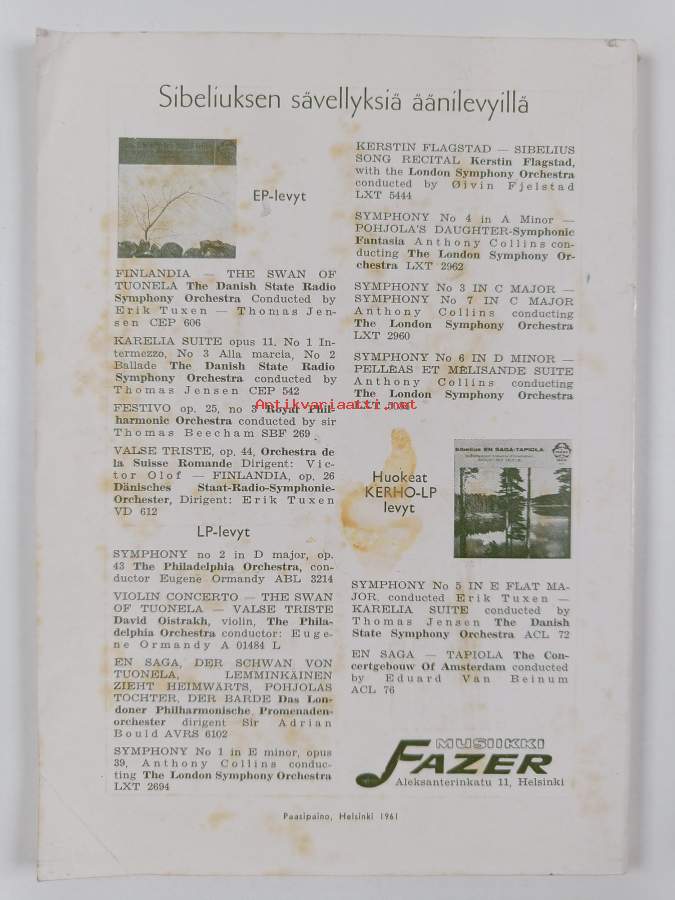 Sibeliuksen sävellyksiä äänilevyillä
EP-levyt
FINLANDIA — THE SWAN OF
TUONELA The Danish State Radio
Symphony Orchestra Conducted by
Erik Tuxen — Thomas Jen-
sen CEP 606
KARELIA SUITE opus 11, No 1 In-
termezzo, No 3 Alla marcia, No 2
Ballade The Danish State Radio
Symphony Orchestra conducted by
Thomas Jensen CEP 542
FESTIVO op. 25, no 3 Royal Phil-
harmonic Orchestra conducted by sir
Thomas Beecham SBF 269
VALSE TRISTE, op. 44, Orchestra de
la Suisse Romande Dirigent: Vic-
tor Olof — FINLANDIA, op. 26
Dänisches Staat-Radio-Symphonie-
Orchester, Dirigent: Erik Tuxen
VD 612
LP-levyt
SYMPHONY no 2 in D major, op.
43 The Philadelphia Orchestra, con-
ductor Eugene Ormandy ABL 3214
VIOLIN CONCERTO — THE SWAN
OF TUONELA — VALSE TRISTE
David Oistrakh, violin, The Phila-
delphia Orchestra conductor: Euge-
ne Ormandy A 01484 L
EN SAGA, DER SCHWAN VON
TUONELA, LEMMINKÄINEN
ZIEHT HEIMWÄRTS, POHJOLAS
TOCHTER, DER BARDE Das Lon-
doner Philharmonische Promenaden-
orchester dirigent Sir Adrian
Bould AVRS 6102
SYMPHONY No 1 in E minor, opus
39, Anthony Collins conduc-
ting The London Symphony Orchestra
LXT 2694
KERSTIN FLAGSTAD — SIBELIUS
SONG RECITAL Kerstin Flagstad,
with the London Symphony Orchestra
conducted by Øivin Fjelstad
LXT 5444
SYMPHONY No 4 in A Minor —
POHJOLA'S DAUGHTER-Symphonic
Fantasia Anthony Collins con-
ducting The London Symphony Or-
chestra LXT 2962
SYMPHONY No 3 IN C MAJOR —
SYMPHONY No 7 IN C MAJOR
Anthony Collins conducting
The London Symphony Orchestra
LXT 2960
SYMPHONY No 6 IN D MINOR —
PELLEAS ET MELISANDE SUITE
Anthony Collins conducting
The London Symphony Orchestra
Antikvariaatti.net
Huokeat
KERHO-LP
levyt
Sibelius EN SAGA-TAPIOLA
SYMPHONY No 5 IN E FLAT MA-
JOR, conducted Erik Tuxen —
KARELIA SUITE conducted by
Thomas Jensen The Danish
State Symphony Orchestra ACL 72
EN SAGA — TAPIOLA The Con-
certgebouw Of Amsterdam conducted
by Eduard Van Beinum
ACL 76
MUSIIKKI
FAZER
Aleksanterinkatu 11, Helsinki
Paasipaino, Helsinki 1961